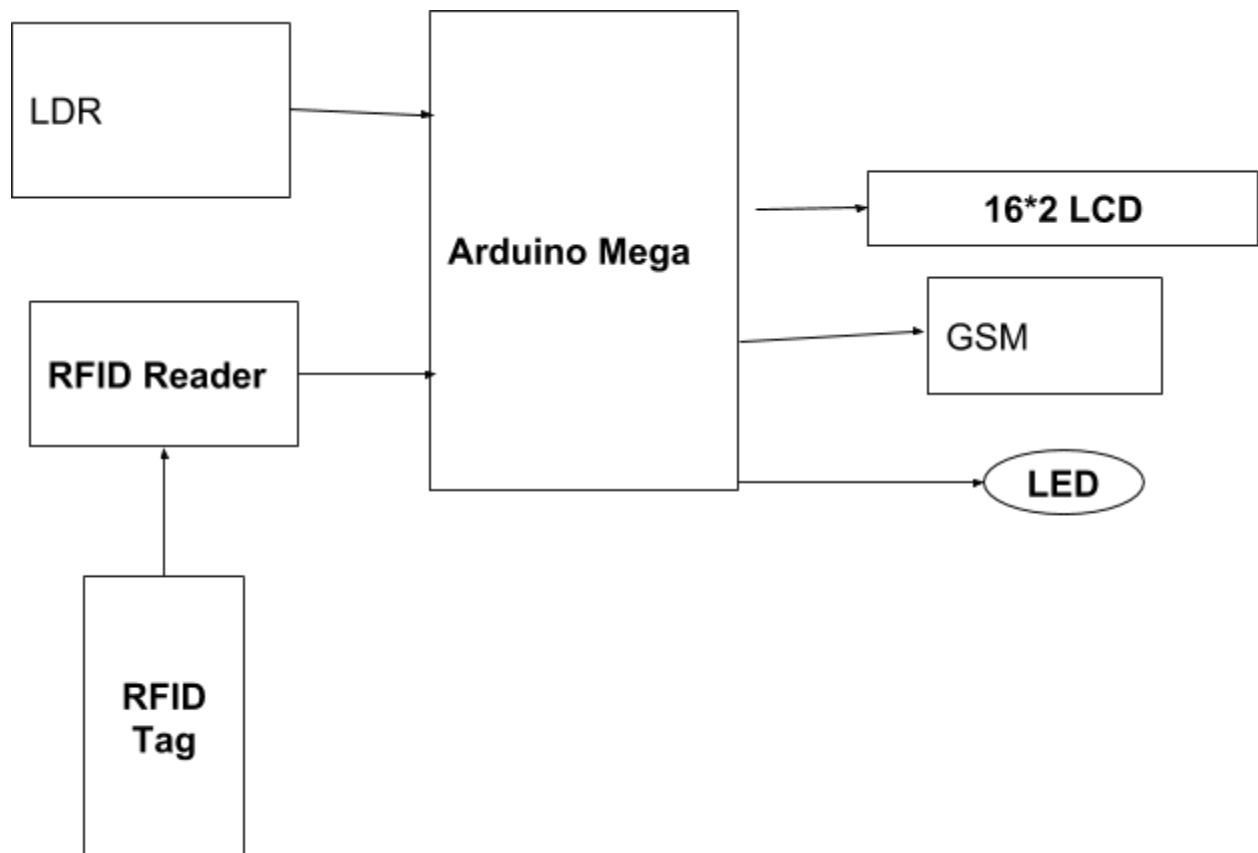 LDR
Arduino Mega
16*2 LCD
GSM
RFID Reader
LED
RFID
Tag